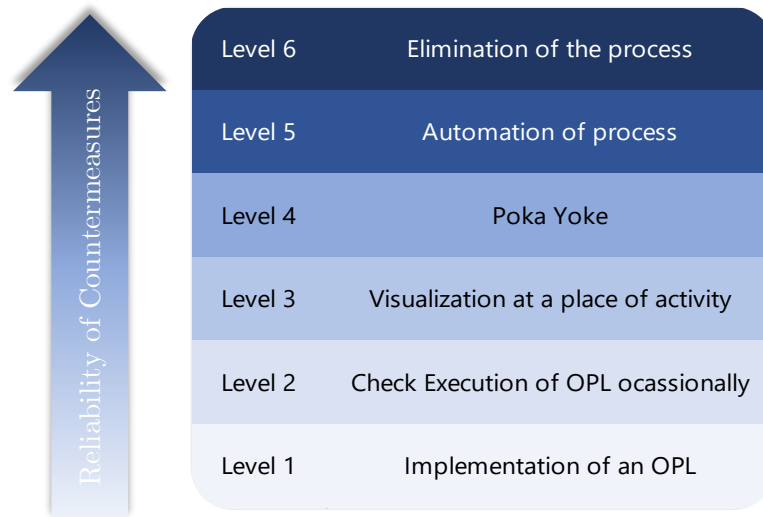 Reliability of Countermeasures
Level 6 Elimination of the process
Level 5 Automation of process
Level 4 Poka Yoke
Level 3 Visualization at a place of activity
Level 2 Check Execution of OPL ocassionally
Level 1 Implementation of an OPL